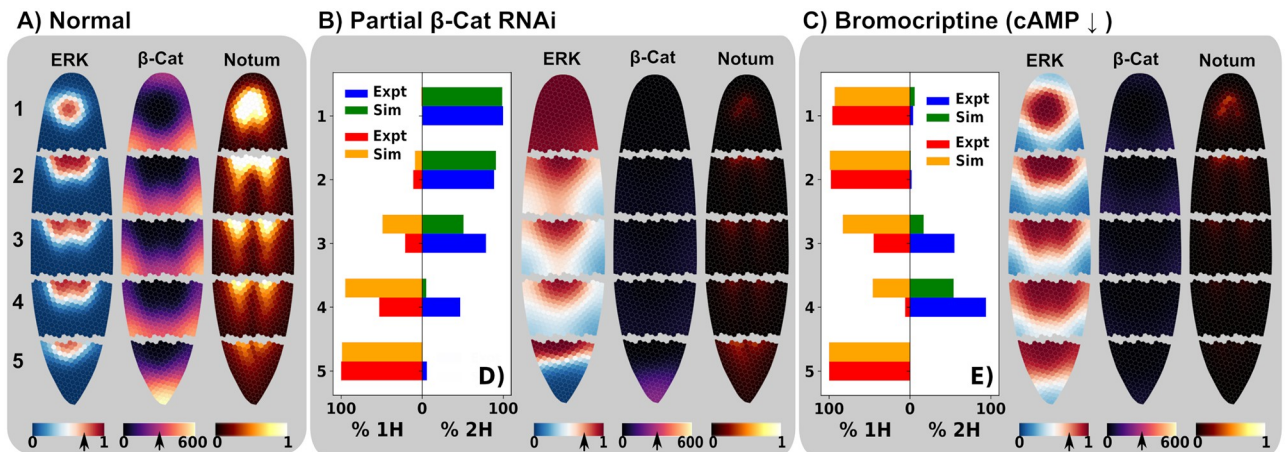 A) Normal
B) Partial β-Cat RNAi
C) Bromocriptine (cAMP ↓ )
ERK β-Cat Notum
1
2
3
4
5
0 1 0 600 0 1
Expt
Sim
Expt
Sim
1
2
3
4
5
D)
100 0 100
% 1H % 2H
ERK β-Cat Notum
0 1 0 600 0 1
Expt
Sim
Expt
Sim
1
2
3
4
5
E)
100 0 100
% 1H % 2H
ERK β-Cat Notum
0 1 0 600 0 1